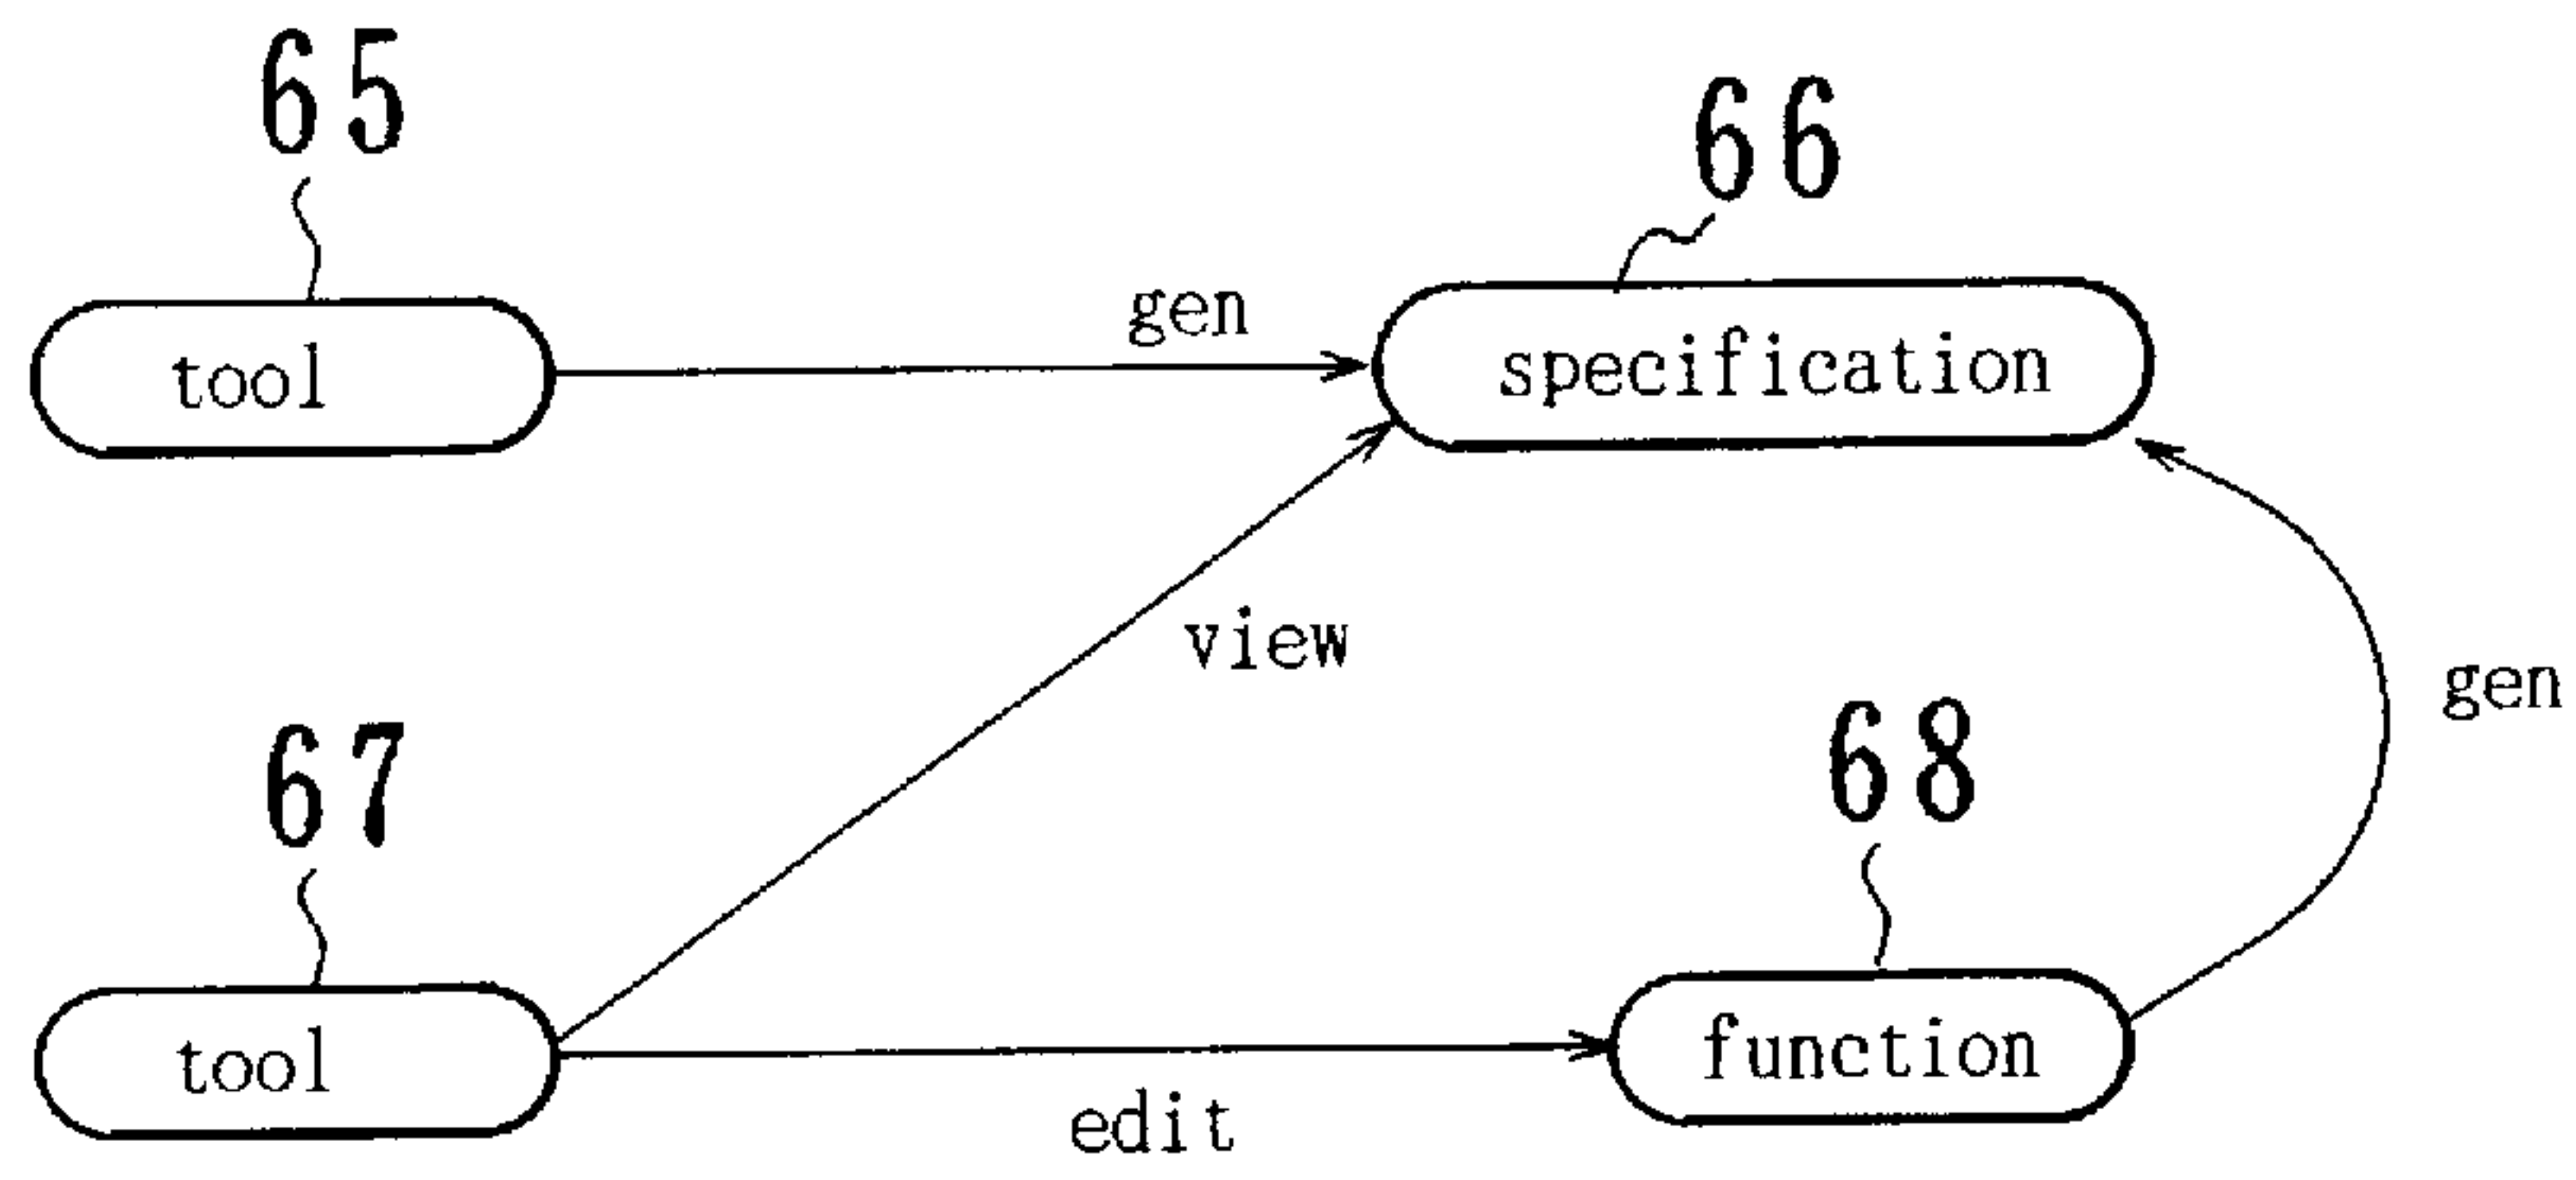 65
66
gen
tool
specification
view
gen
67
68
tool
function
edit